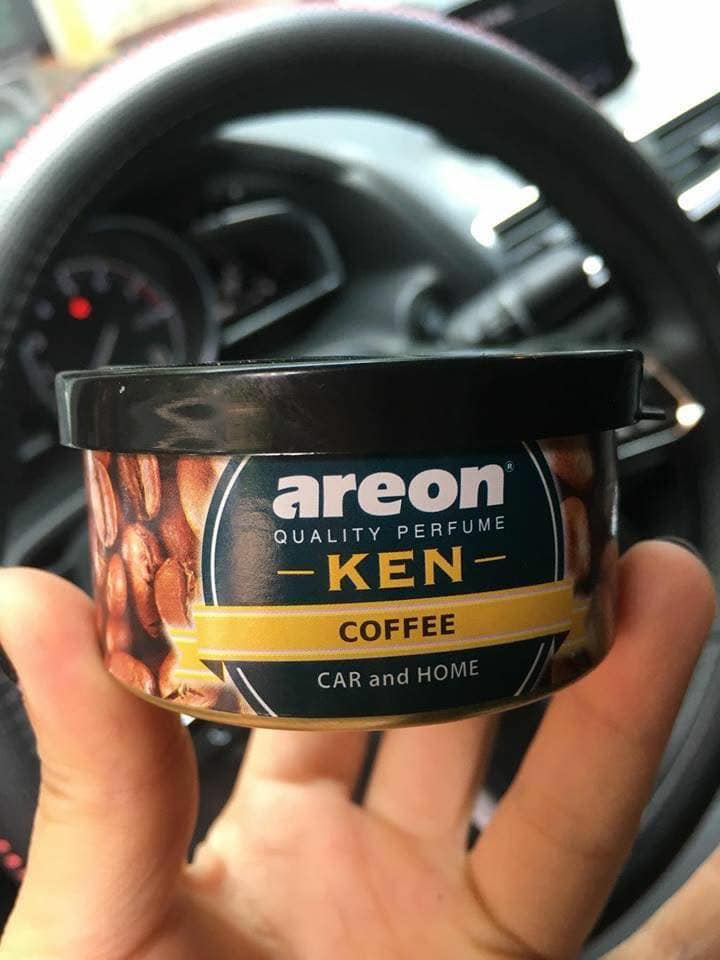 areon®
QUALITY PERFUME
KEN
COFFEE
CAR and HOME